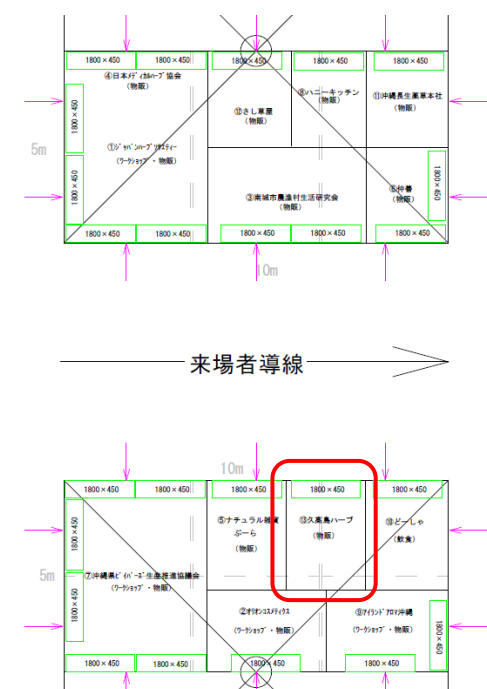 1800×450
1800×450
1800×450
1800×450
1800×450
④日本ﾒﾃﾞｨｶﾙﾊｰﾌﾞ協会
(物販)
⑧ハニーキッチン
(物販)
⑪沖縄長生薬草本社
(物販)
⑫さし草屋
(物販)
1800×450
5m
①ｼﾞｬﾊﾟﾝﾊｰﾌﾞｿｻｴﾃｨｰ
(ﾜｰｸｼｮｯﾌﾟ・物販)
1800×450
③南城市農漁村生活研究会
(物販)
⑥仲善
(物販)
1800×450
1800×450
1800×450
1800×450
1800×450
1800×450
10m
来場者導線
10m
1800×450
1800×450
1800×450
1800×450
1800×450
⑤ナチュラル雑貨
ぶーら
(物販)
⑬久高島ハーブ
(物販)
⑩どーしゃ
(飲食)
1800×450
5m
⑦沖縄県ﾋﾞｲﾊﾞｰｽﾞ生産推進協議会
(ﾜｰｸｼｮｯﾌﾟ・物販)
1800×450
②ｵﾘｵﾝｺｽﾒﾃｨｸｽ
(ﾜｰｸｼｮｯﾌﾟ・物販)
⑨ｱｲﾗﾝﾄﾞｱﾛﾏ沖縄
(ﾜｰｸｼｮｯﾌﾟ・物販)
1800×450
1800×450
1800×450
1800×450
1800×450